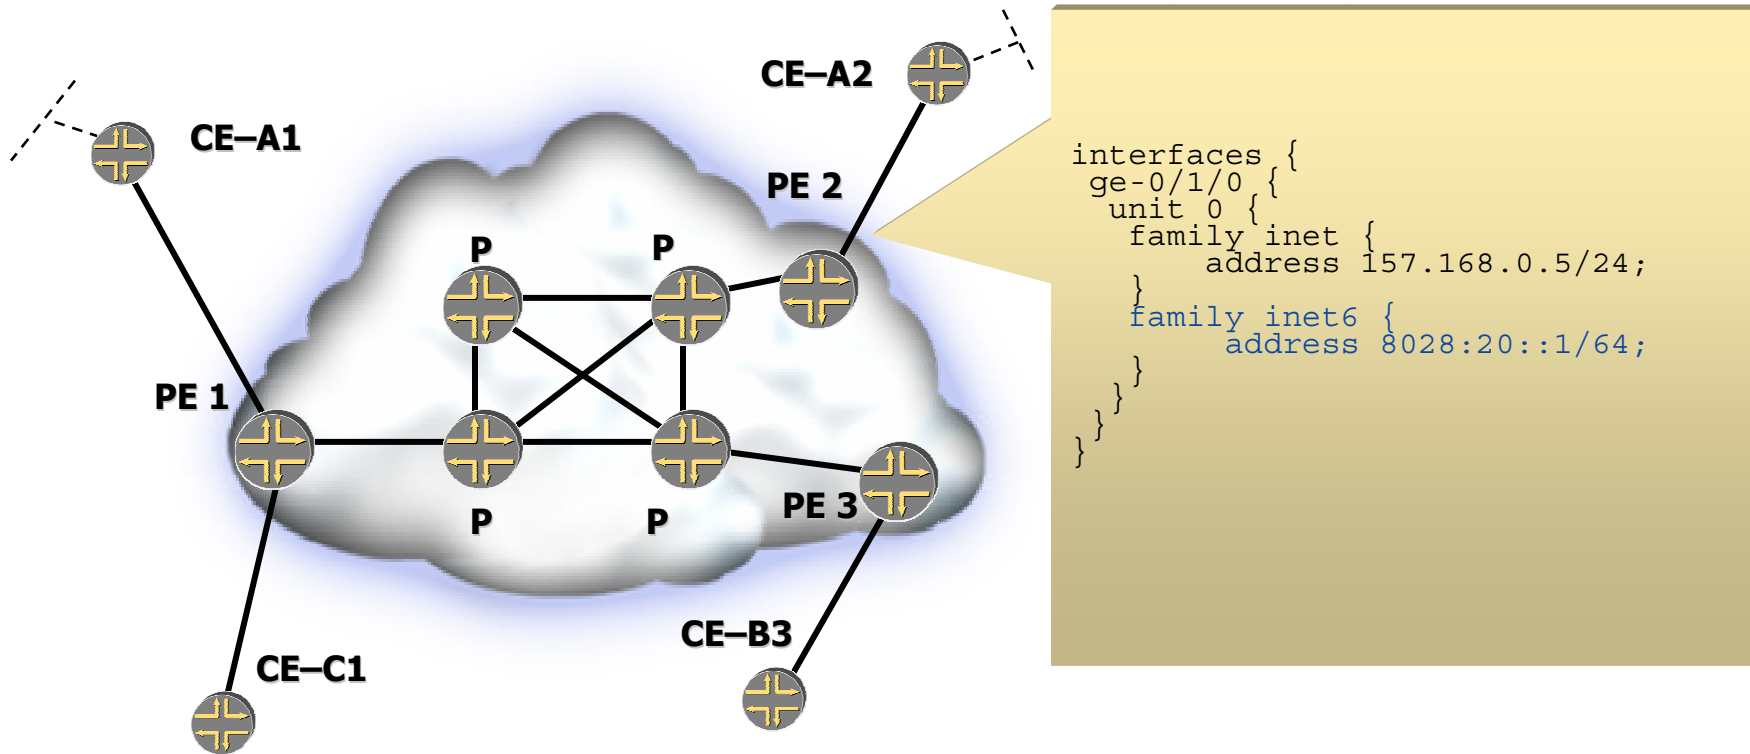 CE–A2
CE–A1
PE 2
P
P
PE 1
PE 3
P
P
CE–B3
CE–C1
interfaces {
ge-0/1/0 {
unit 0 {
family inet {
address 157.168.0.5/24;
}
family inet6 {
address 8028:20::1/64;
}
}
}
}